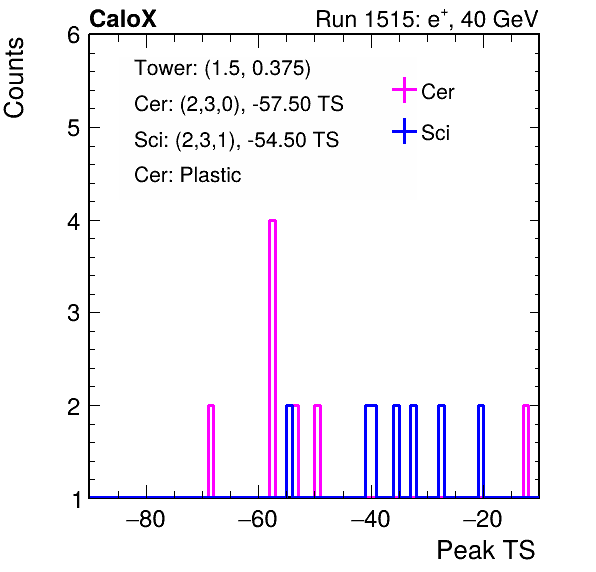 CaloX Run 1515: e⁺, 40 GeV
Counts
6
5
4
3
2
1
Tower: (1.5, 0.375)
Cer: (2,3,0), -57.50 TS
Sci: (2,3,1), -54.50 TS
Cer: Plastic
Cer
Sci
−80 −60 −40 −20
Peak TS